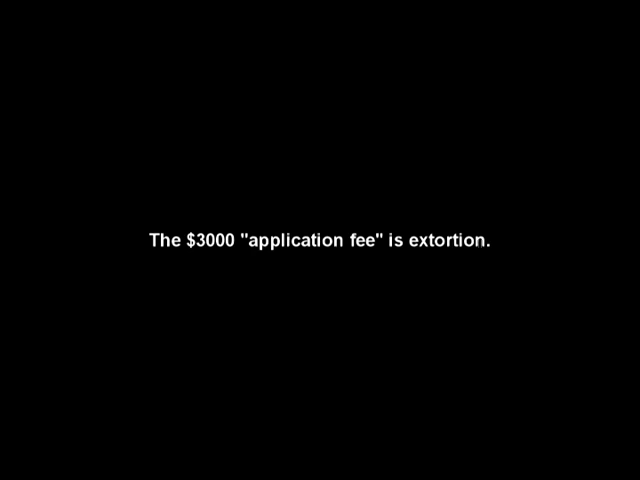 The $3000 "application fee" is extortion.